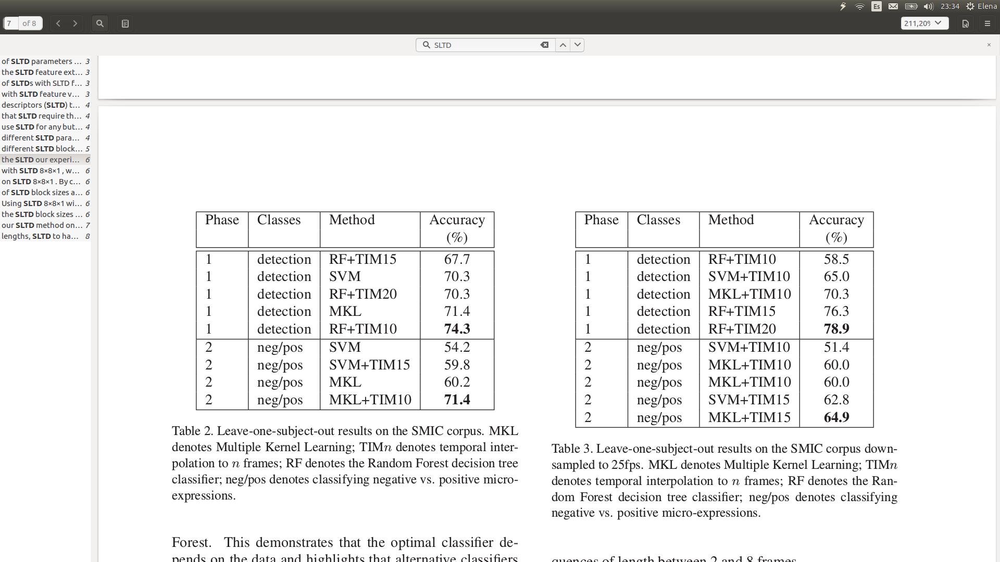 Es 23:34 Elena
7 of 8 211,20%
SLTD
of SLTD parameters ... 3
the SLTD feature ext... 3
of SLTDs with SLTD f... 3
with SLTD feature v... 3
descriptors (SLTD) t... 4
that SLTD require th... 4
use SLTD for any but... 4
different SLTD para... 4
different SLTD block... 5
the SLTD our experi... 6
with SLTD 8×8×1 , w... 6
on SLTD 8×8×1 . By c... 6
of SLTD block sizes a... 6
Using SLTD 8×8×1 wi... 6
the SLTD block sizes ... 6
our SLTD method on... 7
lengths, SLTD to ha... 8
Phase Classes Method Accuracy
(%)
1 detection RF+TIM15 67.7
1 detection SVM 70.3
1 detection RF+TIM20 70.3
1 detection MKL 71.4
1 detection RF+TIM10 74.3
2 neg/pos SVM 54.2
2 neg/pos SVM+TIM15 59.8
2 neg/pos MKL 60.2
2 neg/pos MKL+TIM10 71.4
Table 2. Leave-one-subject-out results on the SMIC corpus. MKL
denotes Multiple Kernel Learning; TIMn denotes temporal inter-
polation to n frames; RF denotes the Random Forest decision tree
classifier; neg/pos denotes classifying negative vs. positive micro-
expressions.
Forest. This demonstrates that the optimal classifier de-
pends on the data and highlights that alternative classifiers
Phase Classes Method Accuracy
(%)
1 detection RF+TIM10 58.5
1 detection SVM+TIM10 65.0
1 detection MKL+TIM10 70.3
1 detection RF+TIM15 76.3
1 detection RF+TIM20 78.9
2 neg/pos SVM+TIM10 51.4
2 neg/pos MKL+TIM10 60.0
2 neg/pos MKL+TIM10 60.0
2 neg/pos SVM+TIM15 62.8
2 neg/pos MKL+TIM15 64.9
Table 3. Leave-one-subject-out results on the SMIC corpus down-
sampled to 25fps. MKL denotes Multiple Kernel Learning; TIMn
denotes temporal interpolation to n frames; RF denotes the Ran-
dom Forest decision tree classifier; neg/pos denotes classifying
negative vs. positive micro-expressions.
quences of length between 2 and 8 frames.